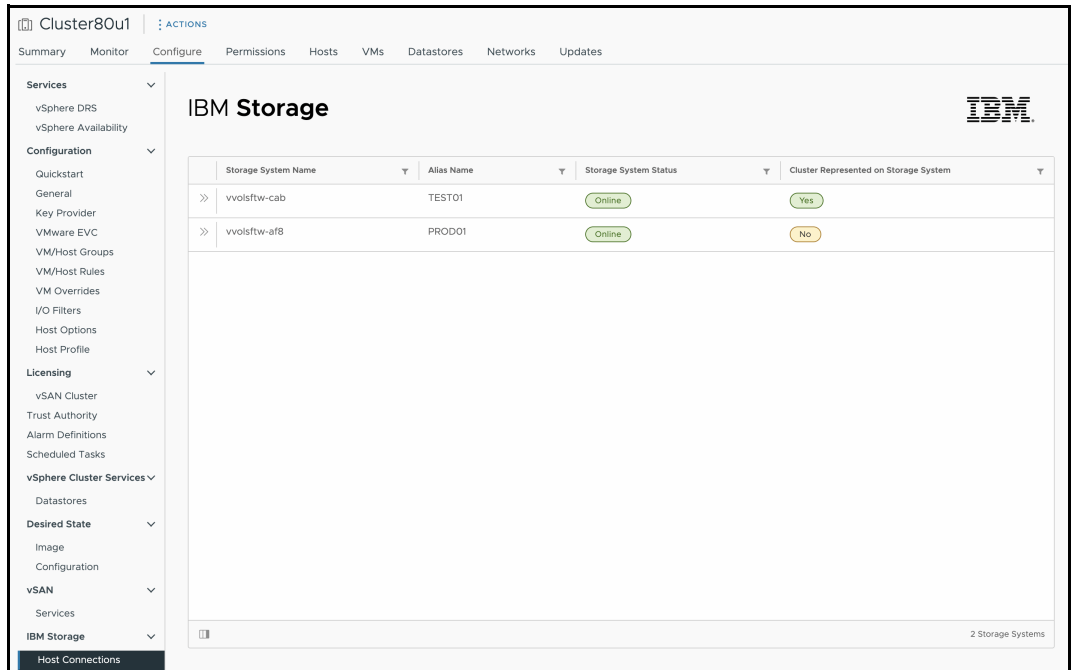 Cluster80u1 ACTIONS
Summary Monitor Configure Permissions Hosts VMs Datastores Networks Updates
Services
vSphere DRS
vSphere Availability
Configuration
Quickstart
General
Key Provider
VMware EVC
VM/Host Groups
VM/Host Rules
VM Overrides
I/O Filters
Host Options
Host Profile
Licensing
vSAN Cluster
Trust Authority
Alarm Definitions
Scheduled Tasks
vSphere Cluster Services
Datastores
Desired State
Image
Configuration
vSAN
Services
IBM Storage
Host Connections
IBM Storage
IBM.
Storage System Name Alias Name Storage System Status Cluster Represented on Storage System
vvolsftw-cab TEST01 Online Yes
vvolsftw-af8 PROD01 Online No
2 Storage Systems